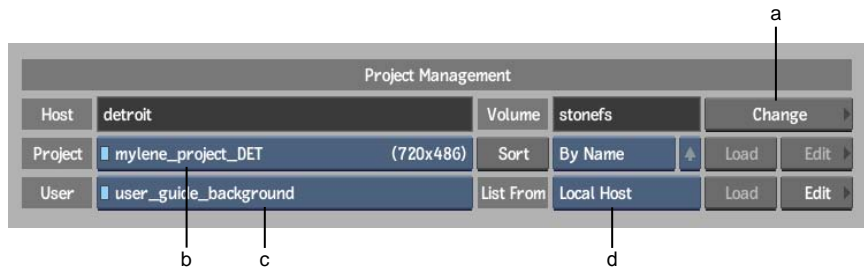 a
Project Management
Host detroit Volume stonefs Change
Project mylene_project_DET (720x486) Sort By Name Load Edit
User user_guide_background List From Local Host Load Edit
b c d